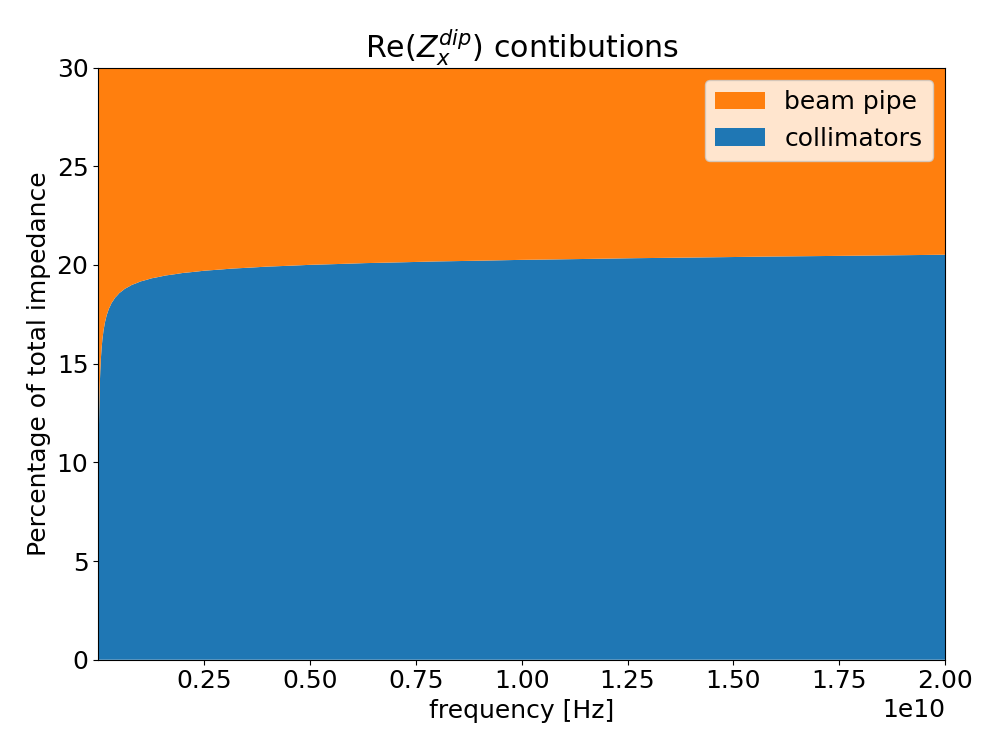 Re(Z_x^{dip}) contibutions
30
25
20
15
10
5
0
Percentage of total impedance
beam pipe
collimators
0.25 0.50 0.75 1.00 1.25 1.50 1.75 2.00
1e10
frequency [Hz]